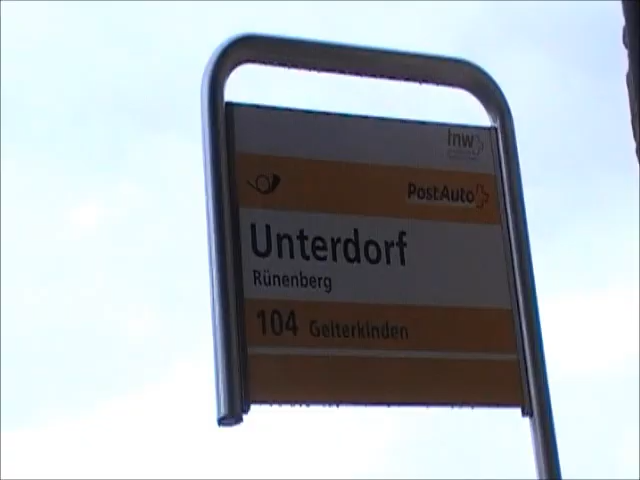 tnw
PostAuto
Unterdorf
Rünenberg
104 Gelterkinden